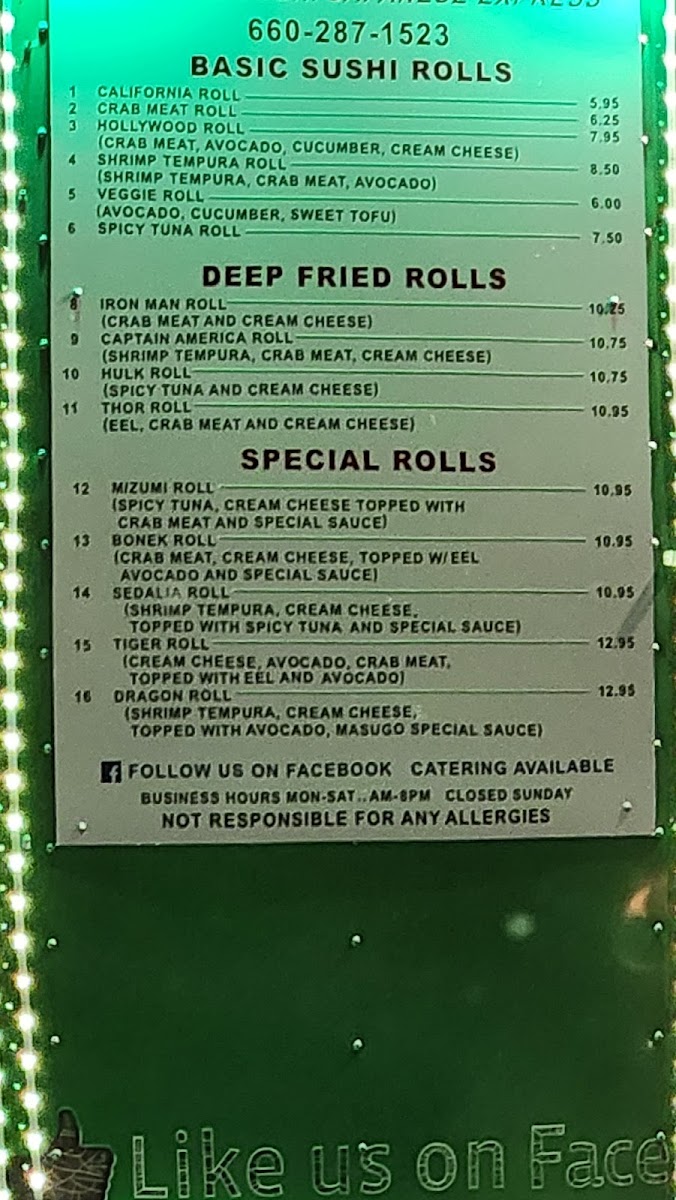 EXPRESS
660-287-1523
BASIC SUSHI ROLLS
1 CALIFORNIA ROLL 5.95
2 CRAB MEAT ROLL 6.25
3 HOLLYWOOD ROLL 7.95
(CRAB MEAT, AVOCADO, CUCUMBER, CREAM CHEESE)
4 SHRIMP TEMPURA ROLL 8.50
(SHRIMP TEMPURA, CRAB MEAT, AVOCADO)
5 VEGGIE ROLL 6.00
(AVOCADO, CUCUMBER, SWEET TOFU)
6 SPICY TUNA ROLL 7.50
DEEP FRIED ROLLS
8 IRON MAN ROLL
(CRAB MEAT AND CREAM CHEESE)
9 CAPTAIN AMERICA ROLL 10.75
(SHRIMP TEMPURA, CRAB MEAT, CREAM CHEESE)
10 HULK ROLL 10.75
(SPICY TUNA AND CREAM CHEESE)
11 THOR ROLL 10.95
(EEL, CRAB MEAT AND CREAM CHEESE)
SPECIAL ROLLS
12 MIZUMI ROLL 10.95
(SPICY TUNA, CREAM CHEESE TOPPED WITH
CRAB MEAT AND SPECIAL SAUCE)
13 BONEK ROLL 10.95
(CRAB MEAT, CREAM CHEESE, TOPPED W/ EEL
AVOCADO AND SPECIAL SAUCE)
14 SEDALIA ROLL 10.95
(SHRIMP TEMPURA, CREAM CHEESE,
TOPPED WITH SPICY TUNA AND SPECIAL SAUCE)
15 TIGER ROLL 12.95
(CREAM CHEESE, AVOCADO, CRAB MEAT,
TOPPED WITH EEL AND AVOCADO)
16 DRAGON ROLL 12.95
(SHRIMP TEMPURA, CREAM CHEESE,
TOPPED WITH AVOCADO, MASUGO SPECIAL SAUCE)
FOLLOW US ON FACEBOOK CATERING AVAILABLE
BUSINESS HOURS MON-SAT..AM-8PM CLOSED SUNDAY
NOT RESPONSIBLE FOR ANY ALLERGIES
Like us on Face